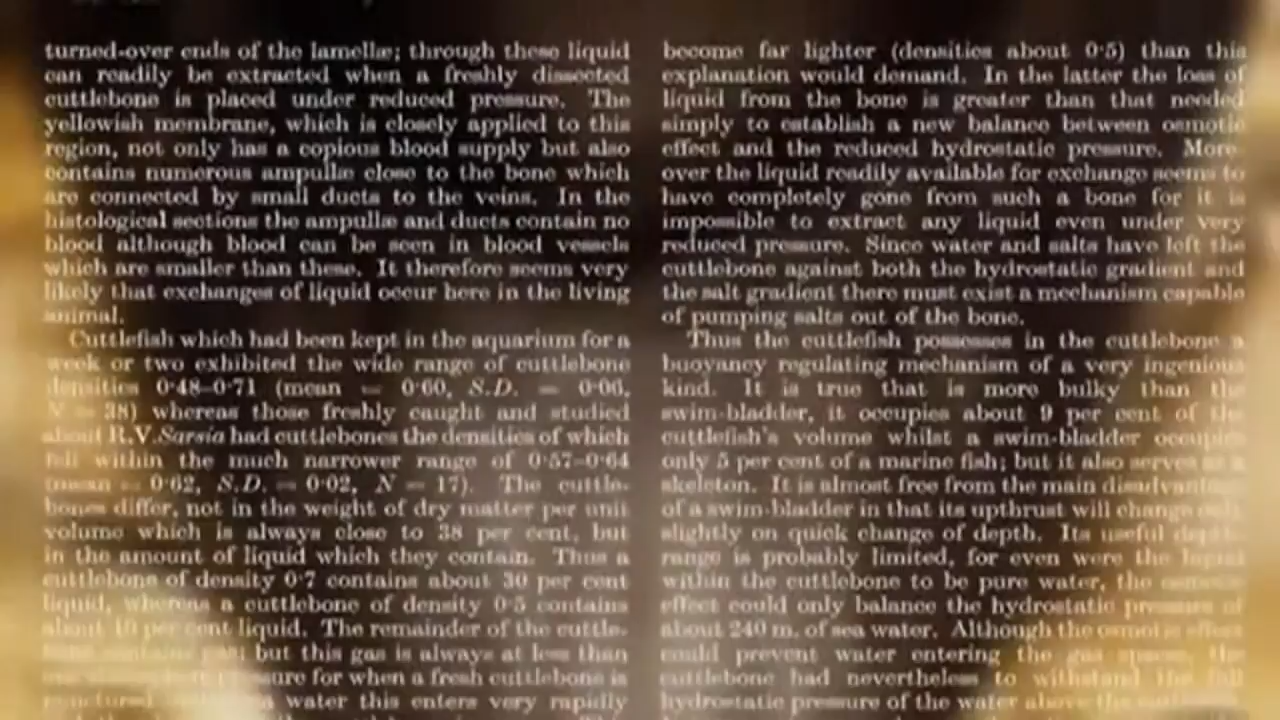 turned-over ends of the lamellæ; through these liquid
can readily be extracted when a freshly dissected
cuttlebone is placed under reduced pressure. The
yellowish membrane, which is closely applied to this
region, not only has a copious blood supply but also
contains numerous ampullæ close to the bone which
are connected by small ducts to the veins. In the
histological sections the ampullæ and ducts contain no
blood although blood can be seen in blood vessels
which are smaller than these. It therefore seems very
likely that exchanges of liquid occur here in the living
animal.
Cuttlefish which had been kept in the aquarium for a
week or two exhibited the wide range of cuttlebone
densities 0·48–0·71 (mean = 0·60, S.D. = 0·06,
N = 38) whereas those freshly caught and studied
about R.V. Sarsia had cuttlebones the densities of which
fell within the much narrower range of 0·57–0·64
(mean = 0·62, S.D. = 0·02, N = 17). The cuttle-
bones differ, not in the weight of dry matter per unit
volume which is always close to 38 per cent, but
in the amount of liquid which they contain. Thus a
cuttlebone of density 0·7 contains about 30 per cent
liquid, whereas a cuttlebone of density 0·5 contains
about 10 per cent liquid. The remainder of the cuttle-
bone contains gas; but this gas is always at less than
for when a fresh cuttlebone is
punctured water this enters very rapidly
become far lighter (densities about 0·5) than this
explanation would demand. In the latter the loss of
liquid from the bone is greater than that needed
simply to establish a new balance between osmotic
effect and the reduced hydrostatic pressure. More-
over the liquid readily available for exchange seems to
have completely gone from such a bone for it is
impossible to extract any liquid even under very
reduced pressure. Since water and salts have left the
cuttlebone against both the hydrostatic gradient and
the salt gradient there must exist a mechanism capable
of pumping salts out of the bone.
Thus the cuttlefish possesses in the cuttlebone a
buoyancy regulating mechanism of a very ingenious
kind. It is true that is more bulky than the
swim-bladder, it occupies about 9 per cent of the
cuttlefish's volume whilst a swim-bladder occupies
only 5 per cent of a marine fish; but it also serves as a
skeleton. It is almost free from the main disadvantage
of a swim-bladder in that its upthrust will change only
slightly on quick change of depth. Its useful depth
range is probably limited, for even were the liquid
within the cuttlebone to be pure water, the osmotic
effect could only balance the hydrostatic pressure of
about 240 m. of sea water. Although the osmotic effect
could prevent water entering the gas spaces, the
cuttlebone had nevertheless to withstand the full
hydrostatic pressure of the water above the